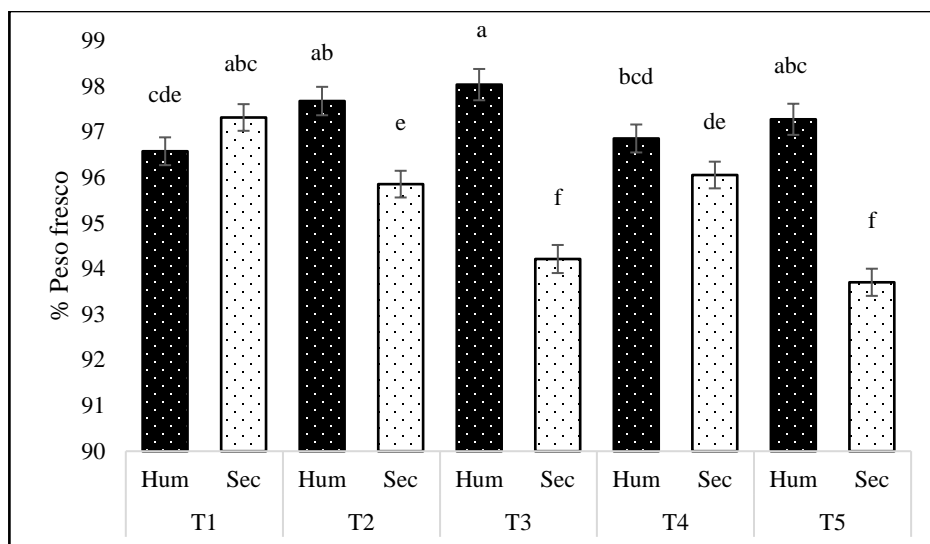 % Peso fresco
99
98
97
96
95
94
93
92
91
90
cde
abc
ab
e
a
f
bcd
de
abc
f
Hum Sec Hum Sec Hum Sec Hum Sec Hum Sec
T1 T2 T3 T4 T5